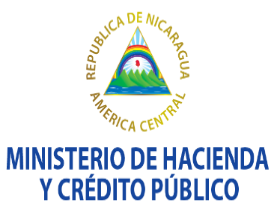 REPUBLICA DE NICARAGUA
AMERICA CENTRAL
MINISTERIO DE HACIENDA
Y CRÉDITO PÚBLICO